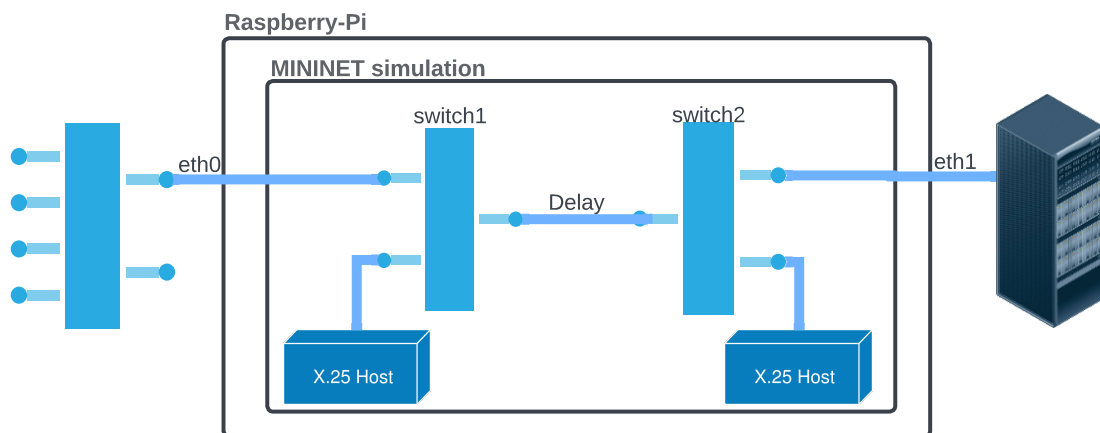 Raspberry-Pi
MININET simulation
switch1
switch2
eth0
eth1
Delay
X.25 Host
X.25 Host